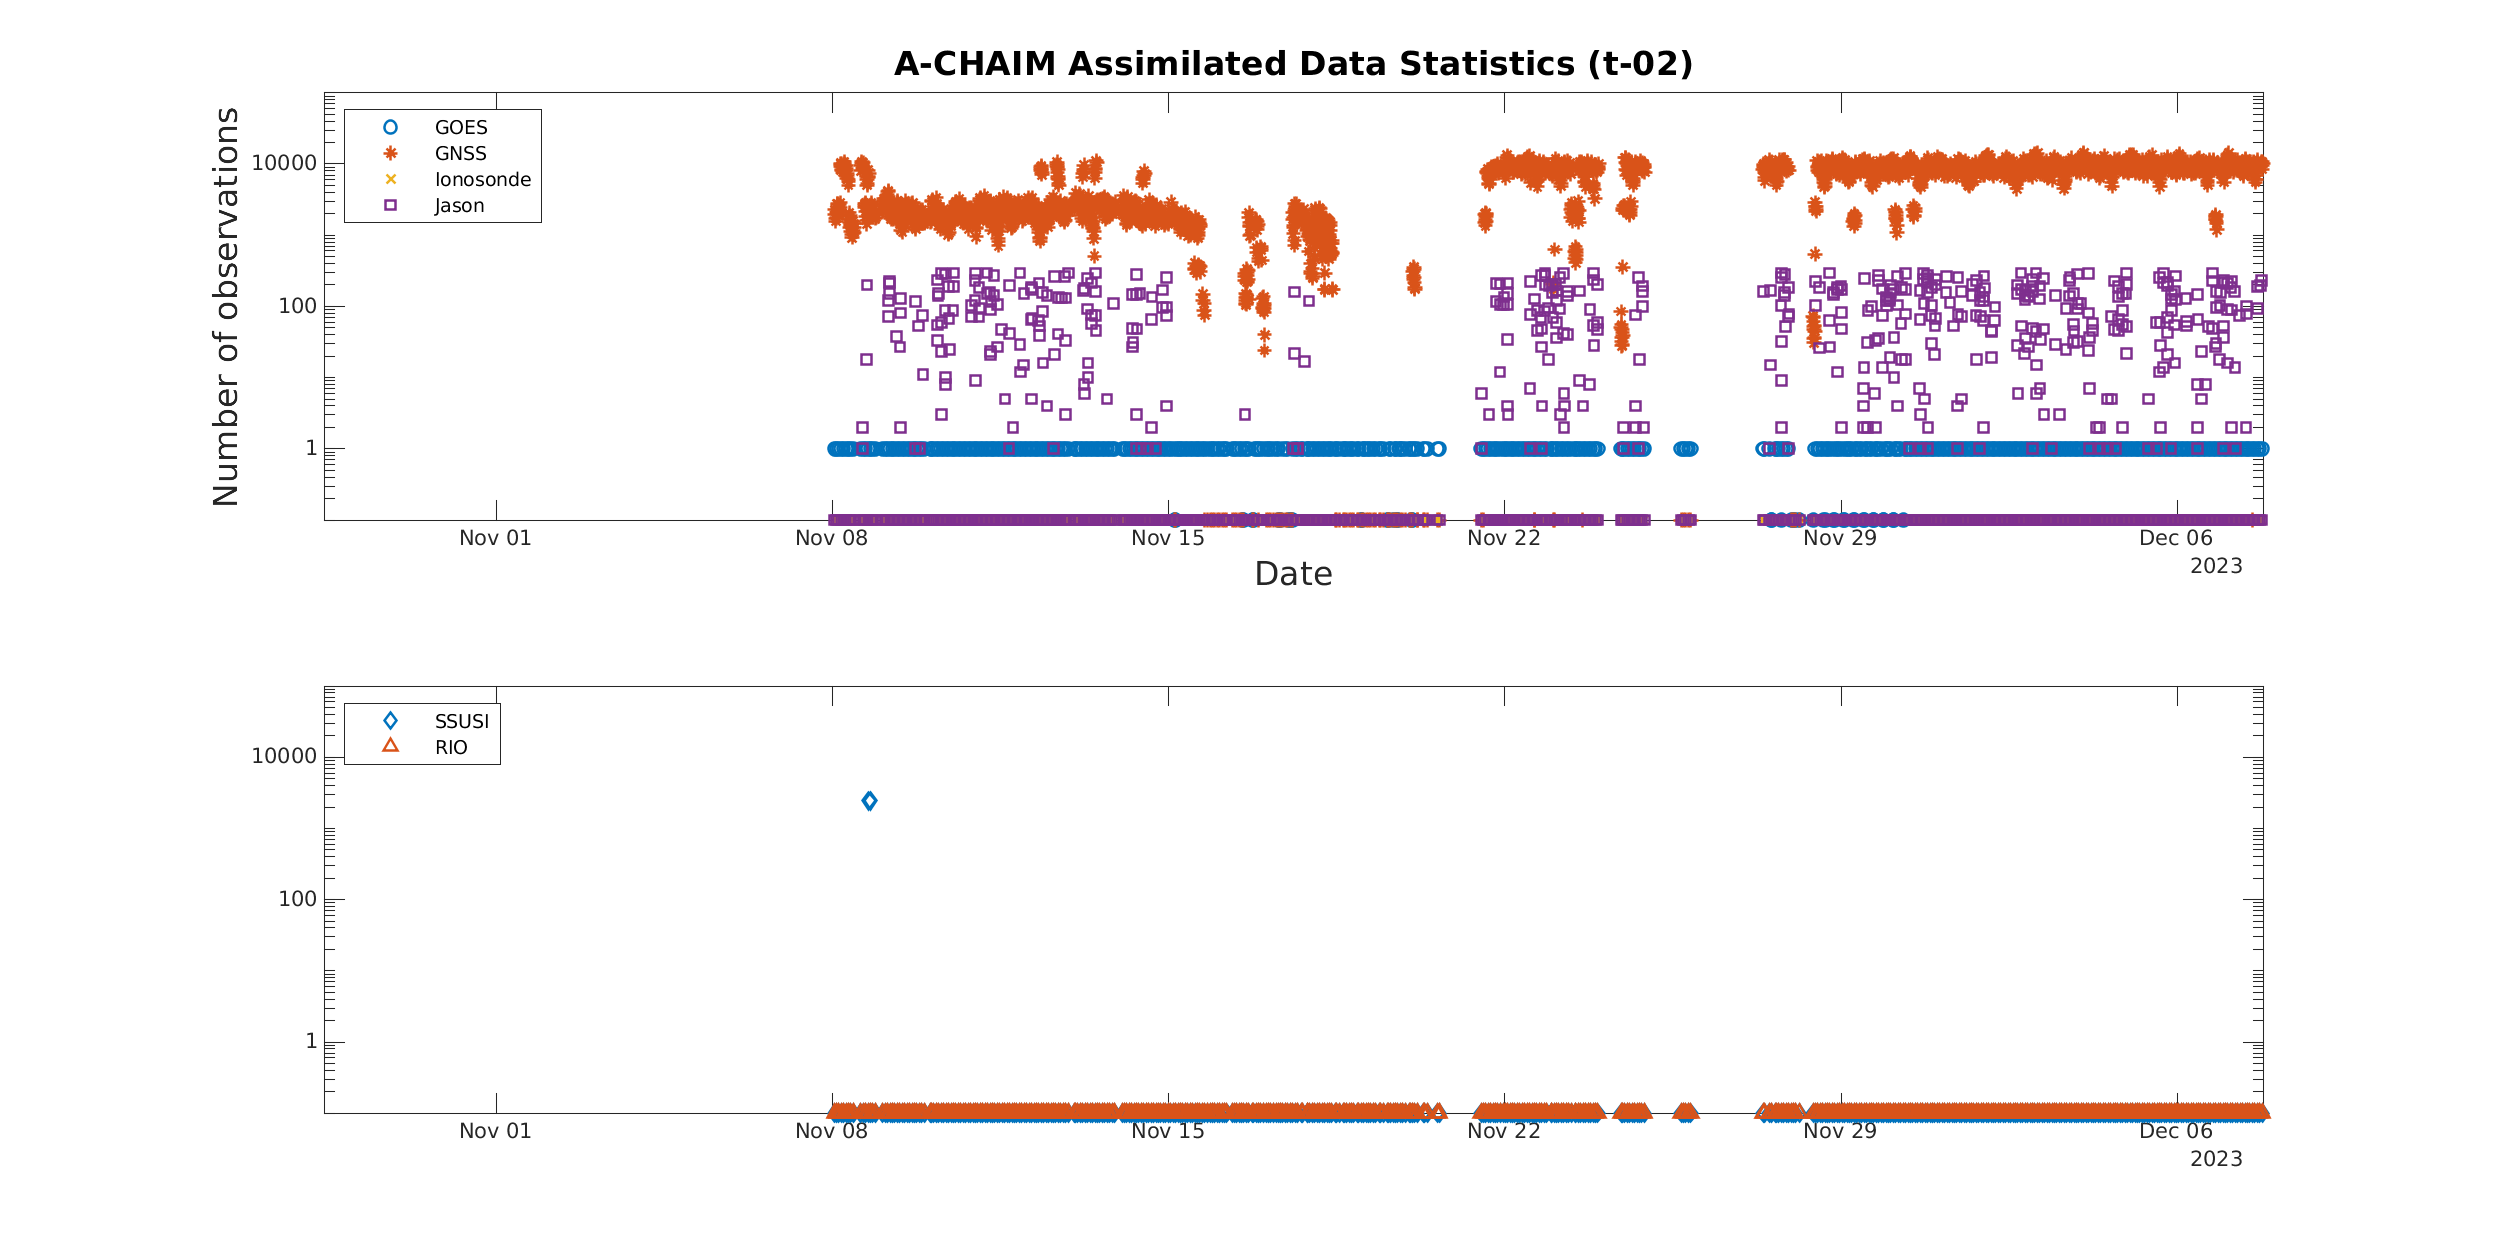 A-CHAIM Assimilated Data Statistics (t-02)
Number of observations
10000
100
1
GOES
GNSS
Ionosonde
Jason
Nov 01
Nov 08
Nov 15
Nov 22
Nov 29
Dec 06
2023
Date
10000
100
1
SSUSI
RIO
Nov 01
Nov 08
Nov 15
Nov 22
Nov 29
Dec 06
2023